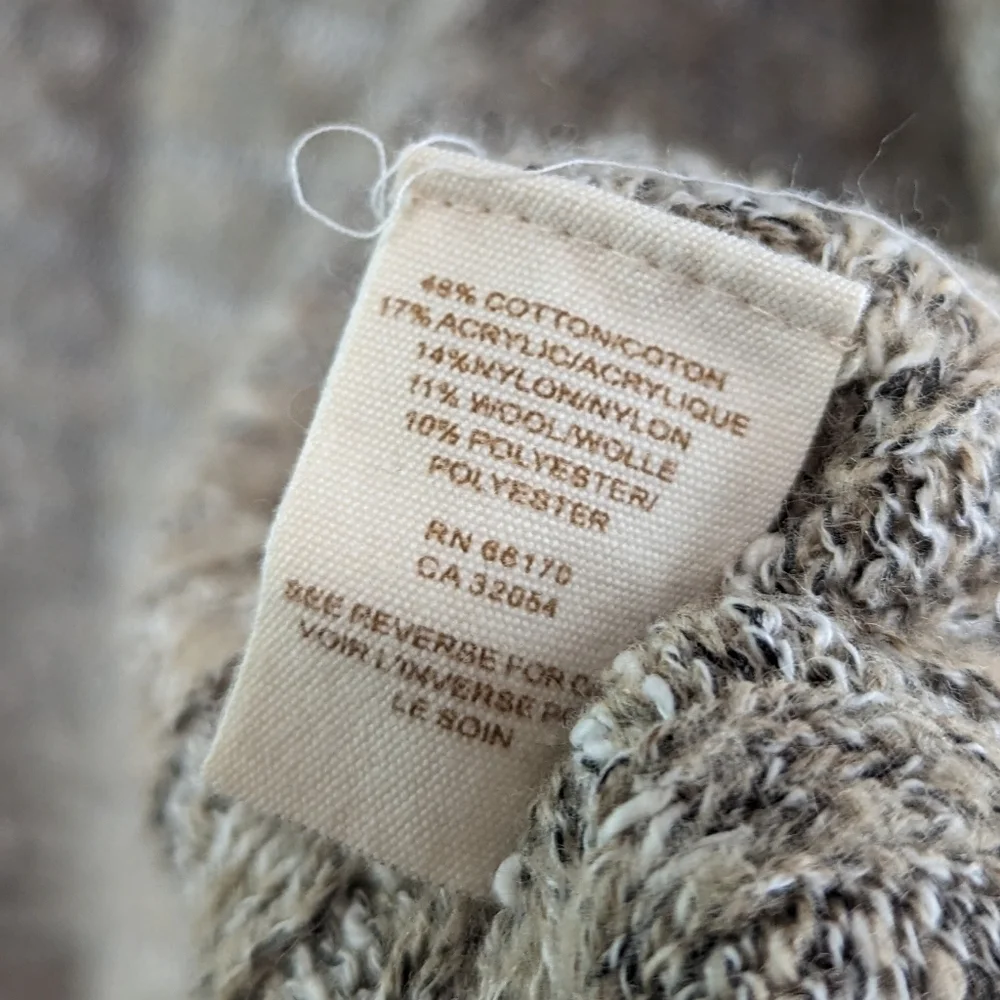 48% COTTON/COTON
17% ACRYLIC/ACRYLIQUE
14%NYLON/NYLON
11% WOOL/WOLLE
10% POLYESTER/
POLYESTER
RN 66170
CA 32054
SEE REVERSE FOR
VOIR L'INVERSE
LE SOIN